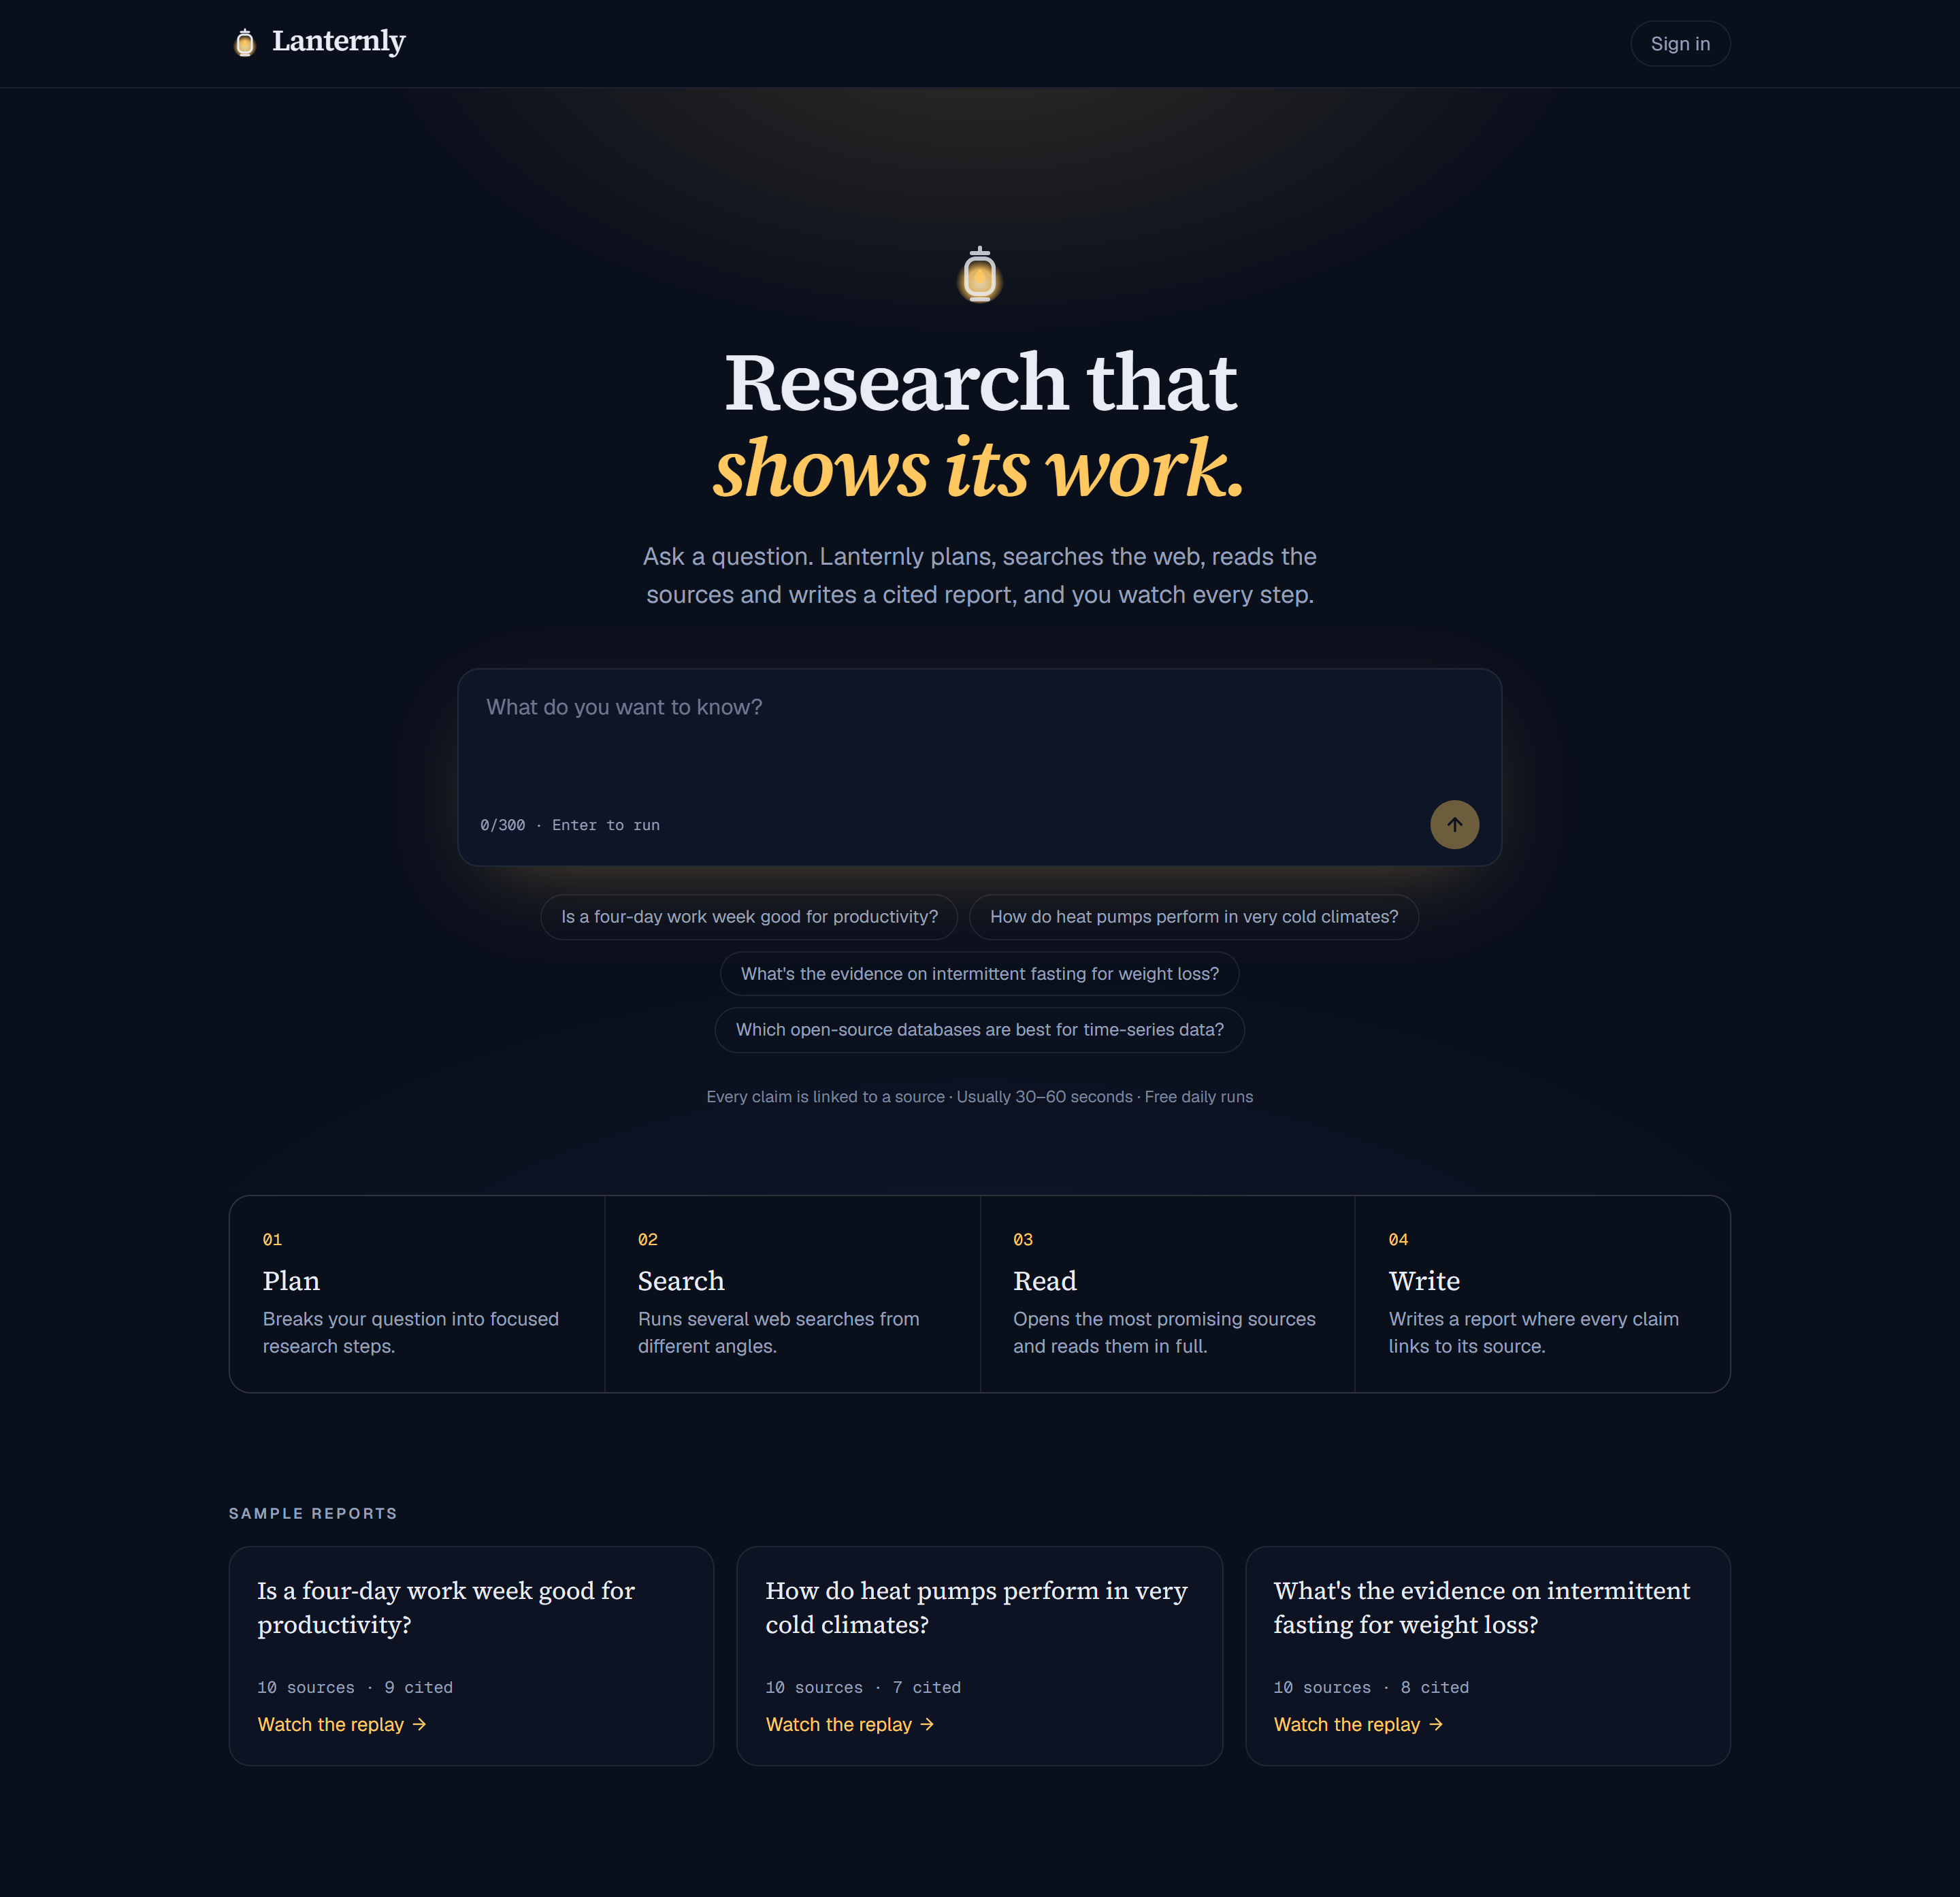 Lanternly
Sign in
Research that
shows its work.
Ask a question. Lanternly plans, searches the web, reads the
sources and writes a cited report, and you watch every step.
What do you want to know?
0/300 · Enter to run
Is a four-day work week good for productivity?
How do heat pumps perform in very cold climates?
What's the evidence on intermittent fasting for weight loss?
Which open-source databases are best for time-series data?
Every claim is linked to a source · Usually 30–60 seconds · Free daily runs
01
Plan
Breaks your question into focused
research steps.
02
Search
Runs several web searches from
different angles.
03
Read
Opens the most promising sources
and reads them in full.
04
Write
Writes a report where every claim
links to its source.
SAMPLE REPORTS
Is a four-day work week good for
productivity?
10 sources · 9 cited
Watch the replay →
How do heat pumps perform in very
cold climates?
10 sources · 7 cited
Watch the replay →
What's the evidence on intermittent
fasting for weight loss?
10 sources · 8 cited
Watch the replay →